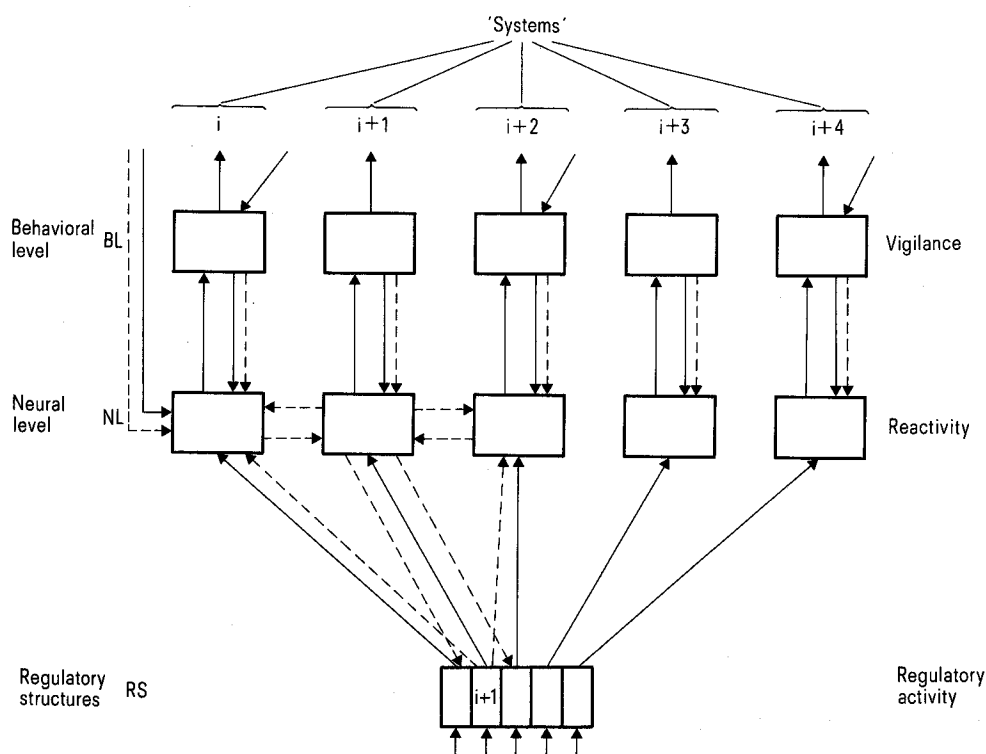 'Systems'
i
i+1
i+2
i+3
i+4
Behavioral
level
BL
Vigilance
Neural
level
NL
Reactivity
Regulatory
structures
RS
i+1
Regulatory
activity